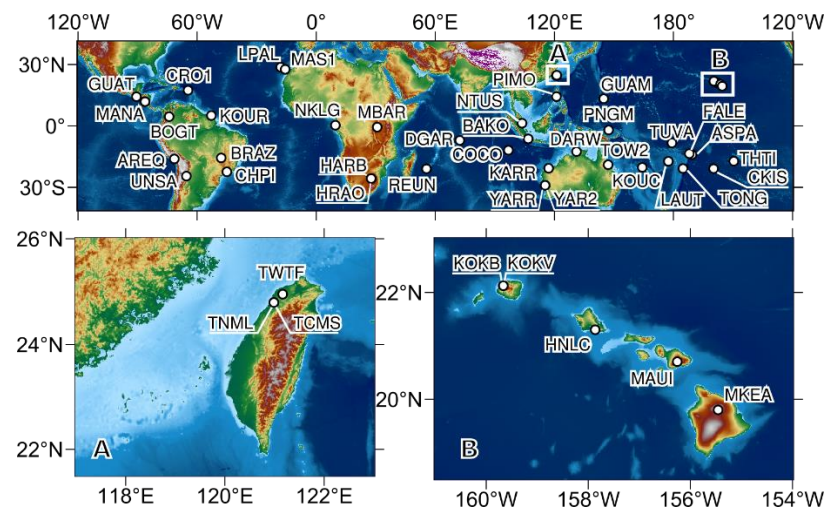 120°W 60°W 0° 60°E 120°E 180° 120°W
30°N
0°
30°S
LPAL
MAS1
A
B
GUAT
CRO1
PIMO
GUAM
MANA
KOUR
NKLG
MBAR
NTUS
PNGM
FALE
BOGT
BAKO
TUVA
ASPA
DGAR
DARW
AREQ
BRAZ
HARB
COCO
TOW2
THTI
UNSA
CHPI
HRAO
REUN
KARR
KOUC
CKIS
YARR
YAR2
LAUT
TONG
26°N
24°N
22°N
TWTF
TNML
TCMS
A
118°E 120°E 122°E
22°N
20°N
KOKB
KOKV
HNLC
MAUI
MKEA
B
160°W 158°W 156°W 154°W